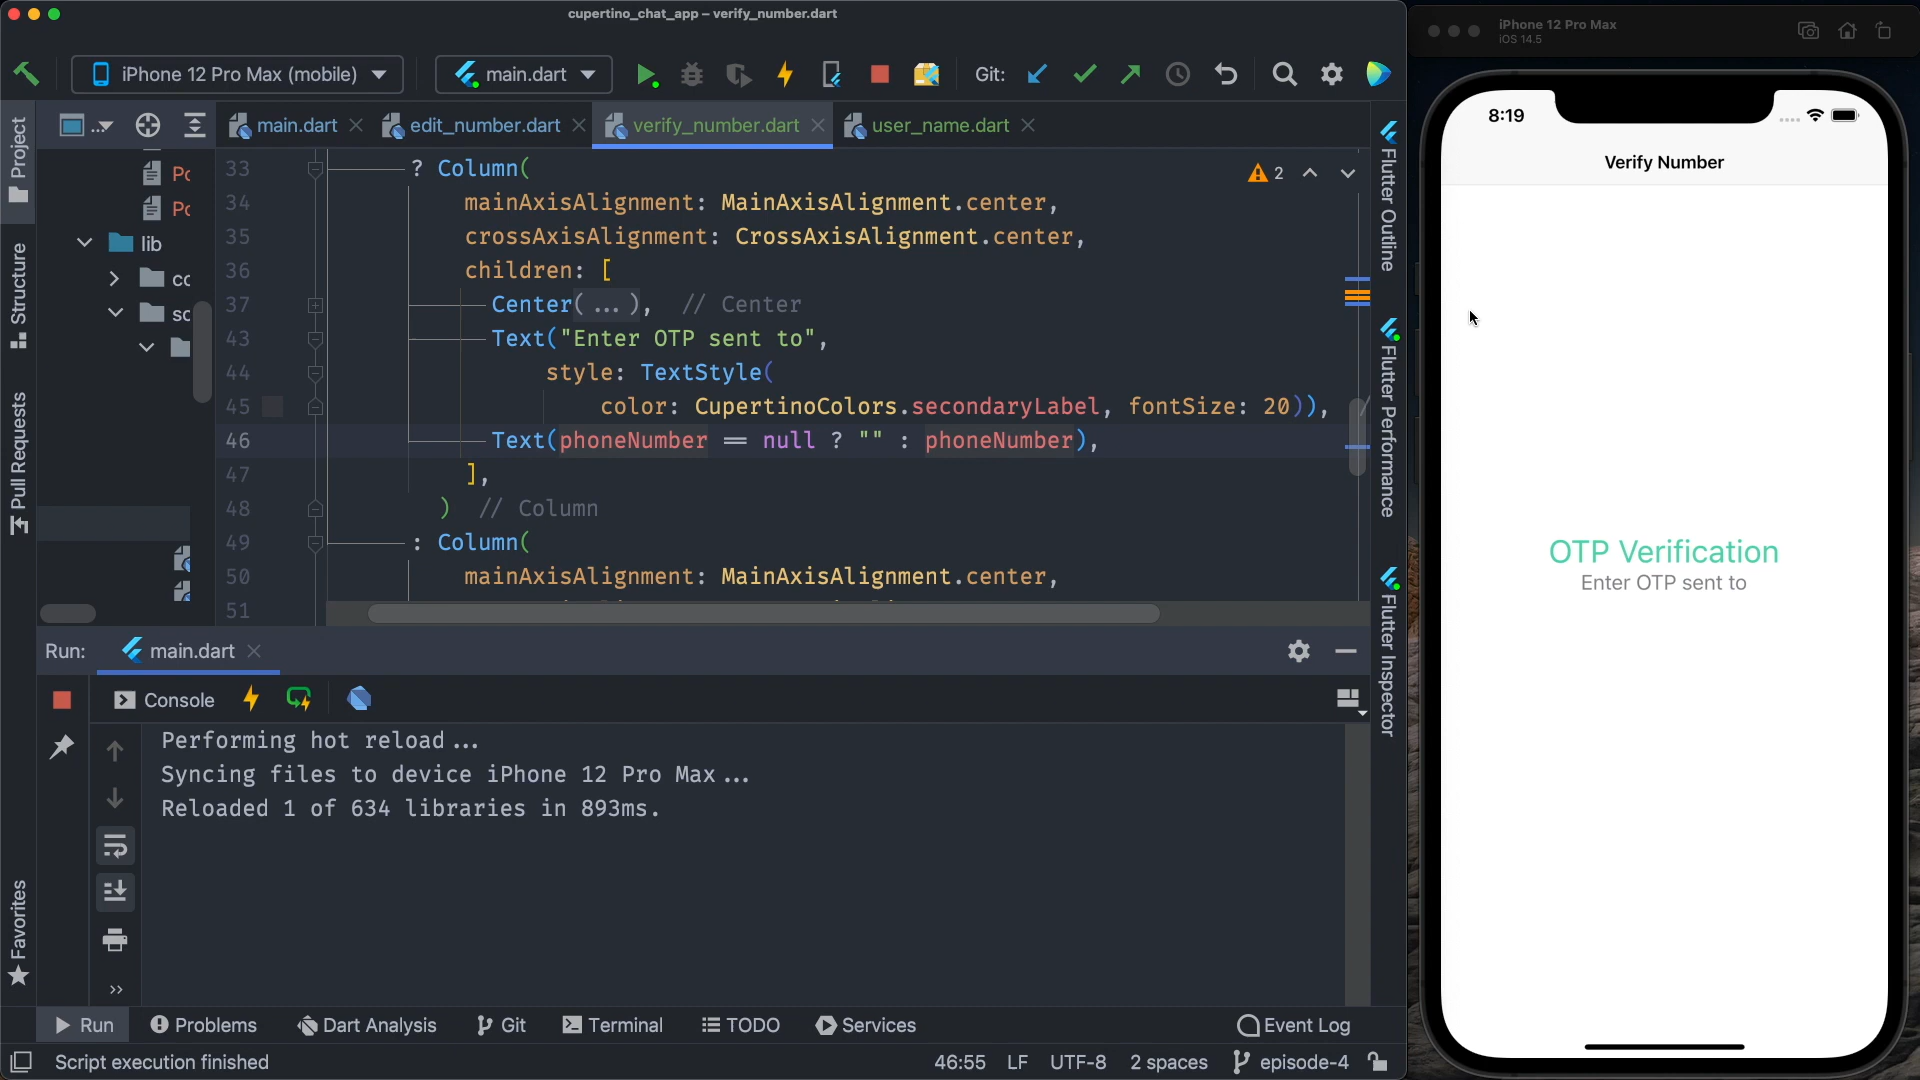 cupertino_chat_app – verify_number.dart
iPhone 12 Pro Max (mobile)
main.dart
Git:
Project
Structure
Pull Requests
Favorites
...
main.dart
edit_number.dart
verify_number.dart
user_name.dart
Pc
Pc
lib
cc
sc
2
33 ? Column(
34 mainAxisAlignment: MainAxisAlignment.center,
35 crossAxisAlignment: CrossAxisAlignment.center,
36 children: [
37 Center(...), // Center
43 Text("Enter OTP sent to",
44 style: TextStyle(
45 color: CupertinoColors.secondaryLabel, fontSize: 20)), /
46 Text(phoneNumber == null ? "" : phoneNumber),
47 ],
48 ) // Column
49 : Column(
50 mainAxisAlignment: MainAxisAlignment.center,
51
Flutter Outline
Flutter Performance
Flutter Inspector
Run:
main.dart
Console
Performing hot reload...
Syncing files to device iPhone 12 Pro Max...
Reloaded 1 of 634 libraries in 893ms.
Run
Problems
Dart Analysis
Git
Terminal
TODO
Services
Event Log
Script execution finished
46:55
LF
UTF-8
2 spaces
episode-4
iPhone 12 Pro Max
iOS 14.5
8:19
Verify Number
OTP Verification
Enter OTP sent to